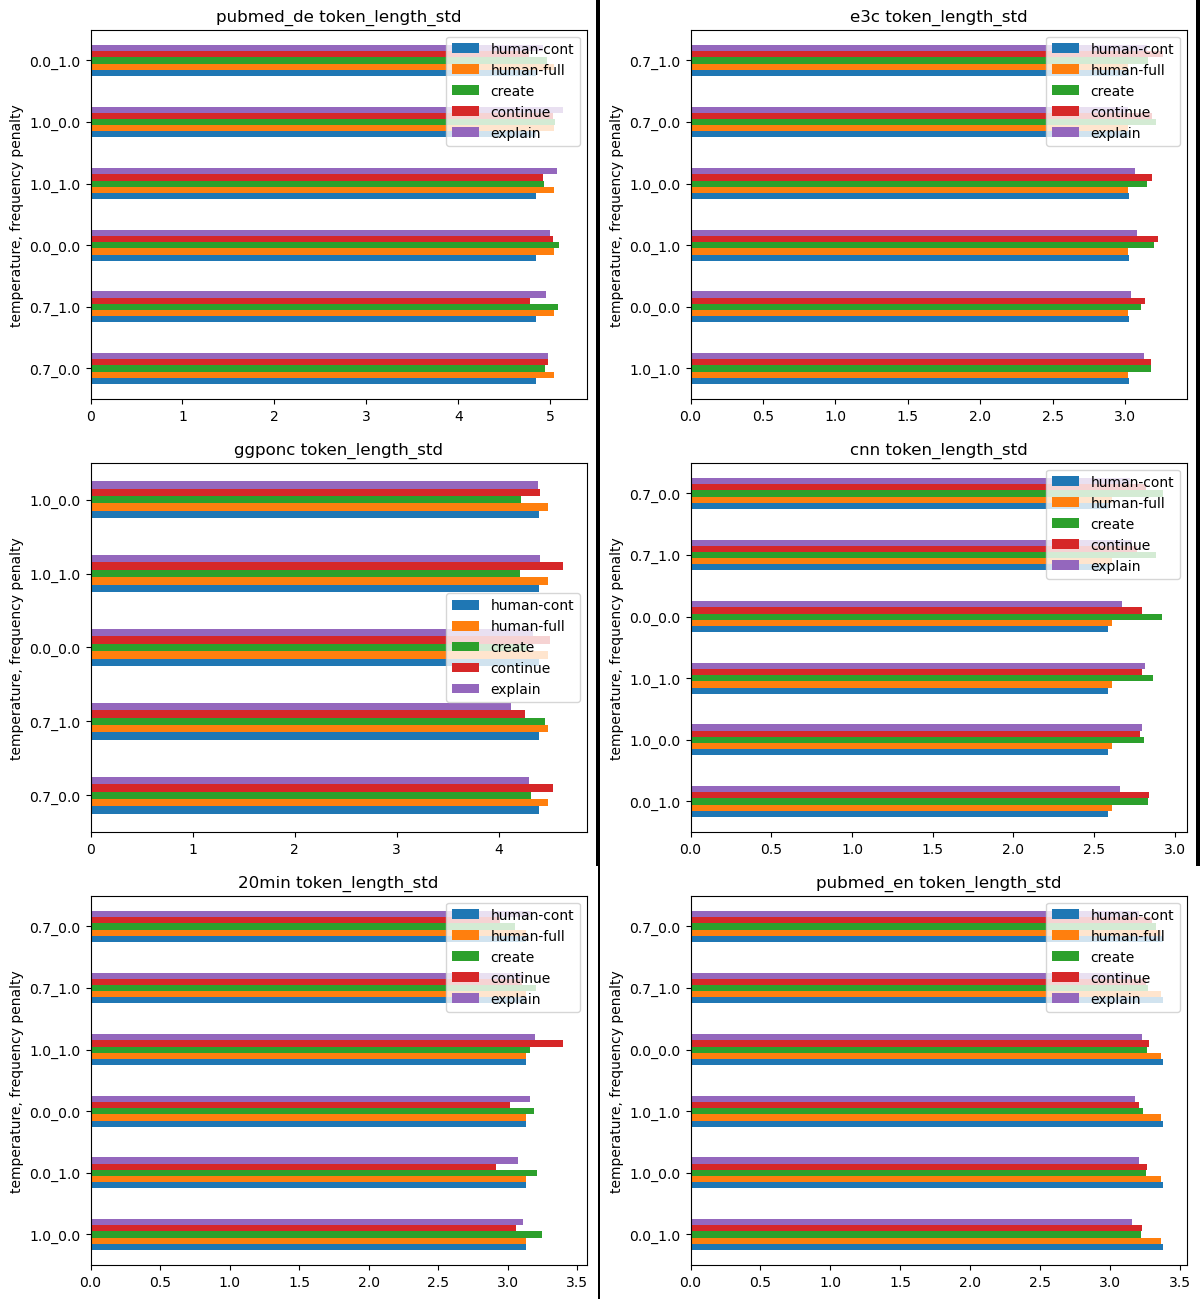 pubmed_de token_length_std
temperature, frequency penalty
0.0_1.0
1.0_0.0
1.0_1.0
0.0_0.0
0.7_1.0
0.7_0.0
0 1 2 3 4 5
human-cont
human-full
create
continue
explain
e3c token_length_std
temperature, frequency penalty
0.7_1.0
0.7_0.0
1.0_0.0
0.0_1.0
0.0_0.0
1.0_1.0
0.0 0.5 1.0 1.5 2.0 2.5 3.0
human-cont
human-full
create
continue
explain
ggponc token_length_std
temperature, frequency penalty
1.0_0.0
1.0_1.0
0.0_0.0
0.7_1.0
0.7_0.0
0 1 2 3 4
human-cont
human-full
create
continue
explain
cnn token_length_std
temperature, frequency penalty
0.7_0.0
0.7_1.0
0.0_0.0
1.0_1.0
1.0_0.0
0.0_1.0
0.0 0.5 1.0 1.5 2.0 2.5 3.0
human-cont
human-full
create
continue
explain
20min token_length_std
temperature, frequency penalty
0.7_0.0
0.7_1.0
1.0_1.0
0.0_0.0
0.0_1.0
1.0_0.0
0.0 0.5 1.0 1.5 2.0 2.5 3.0 3.5
human-cont
human-full
create
continue
explain
pubmed_en token_length_std
temperature, frequency penalty
0.7_0.0
0.7_1.0
0.0_0.0
1.0_1.0
1.0_0.0
0.0_1.0
0.0 0.5 1.0 1.5 2.0 2.5 3.0 3.5
human-cont
human-full
create
continue
explain